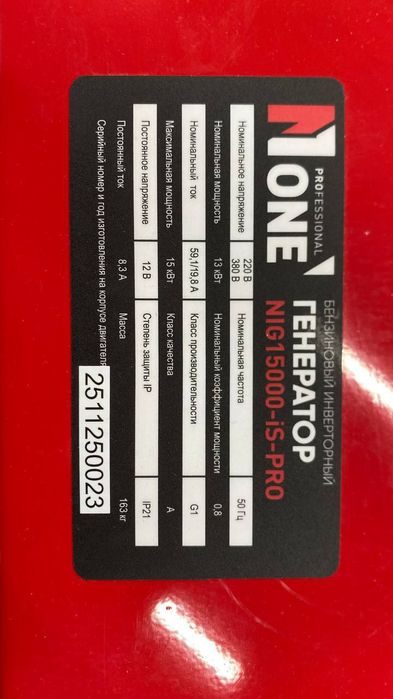 N ONE
PROFESSIONAL
БЕНЗИНОВЫЙ ИНВЕРТОРНЫЙ
ГЕНЕРАТОР
NIG15000-iS-PRO
Номинальное напряжение 220 В 380 В Номинальная частота 50 Гц
Номинальная мощность 13 кВт Номинальный коэффициент мощности 0,8
Номинальный ток 59,1/19,8 А Класс производительности G1
Максимальная мощность 15 кВт Класс качества A
Постоянное напряжение 12 В Степень защиты IP IP21
Постоянный ток 8,3 А Масса 163 кг
Серийный номер и год изготовления на корпусе двигателя 2511250023